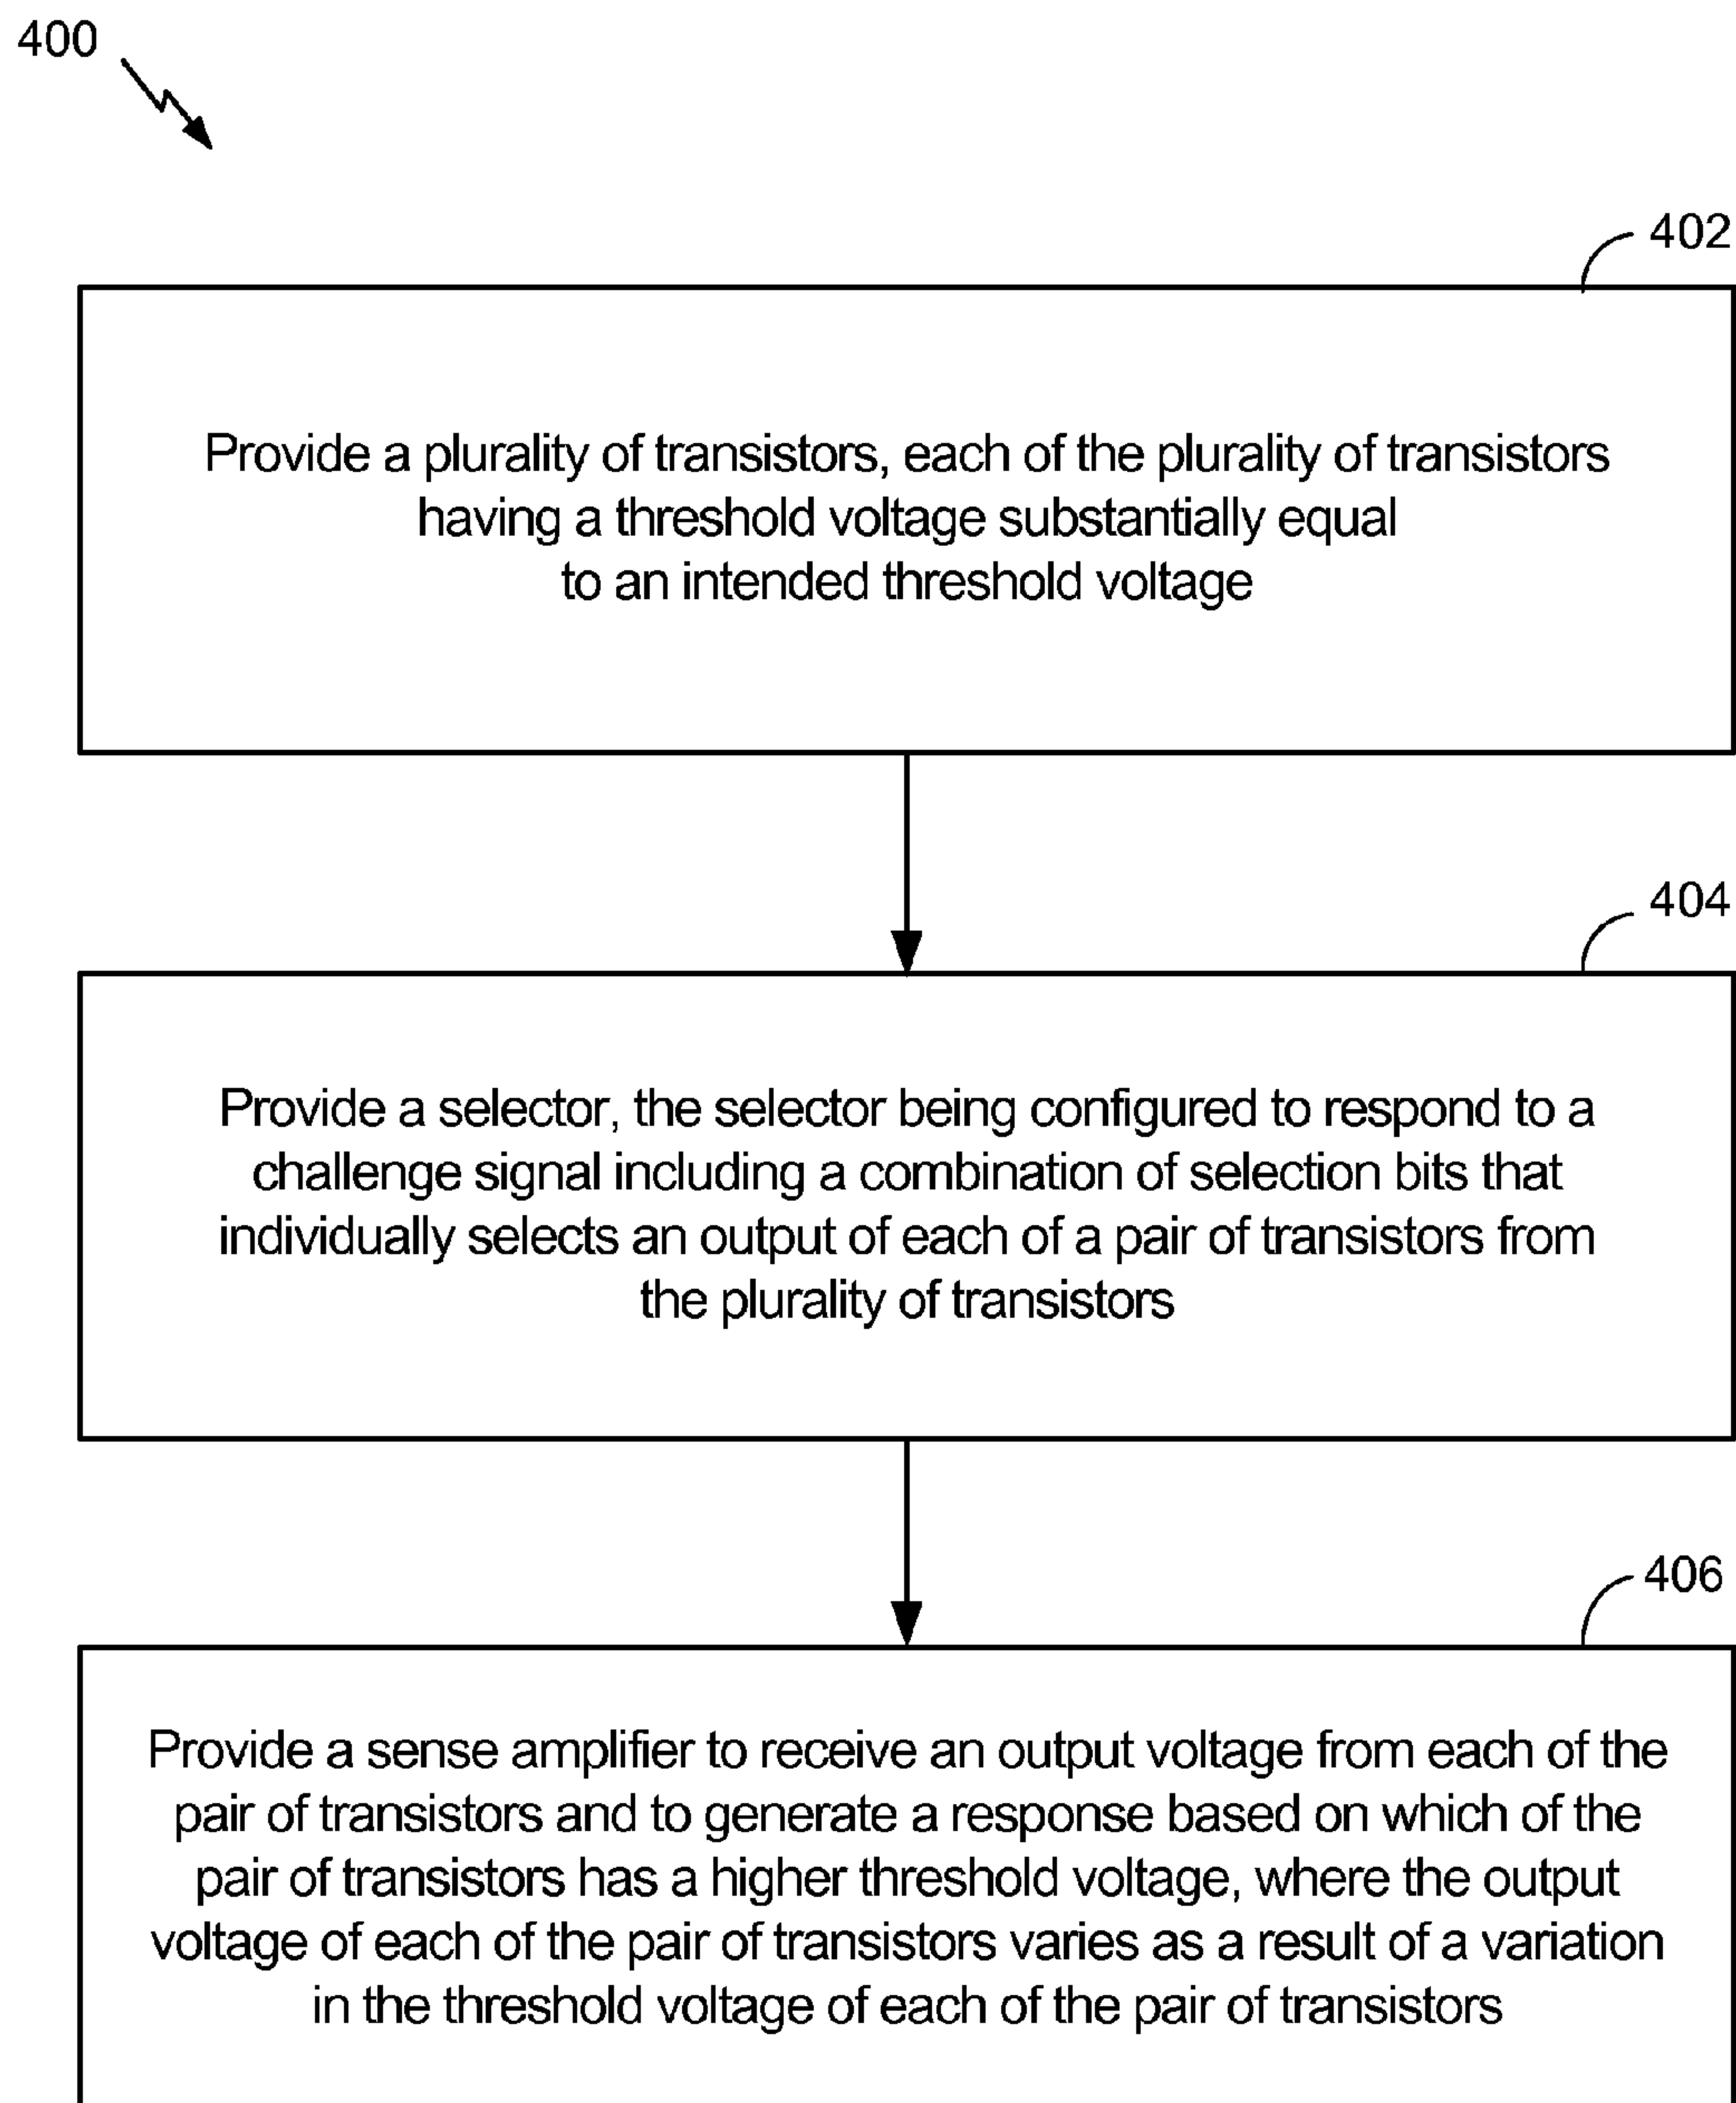 400
402
Provide a plurality of transistors, each of the plurality of transistors
having a threshold voltage substantially equal
to an intended threshold voltage
404
Provide a selector, the selector being configured to respond to a
challenge signal including a combination of selection bits that
individually selects an output of each of a pair of transistors from
the plurality of transistors
406
Provide a sense amplifier to receive an output voltage from each of the
pair of transistors and to generate a response based on which of the
pair of transistors has a higher threshold voltage, where the output
voltage of each of the pair of transistors varies as a result of a variation
in the threshold voltage of each of the pair of transistors